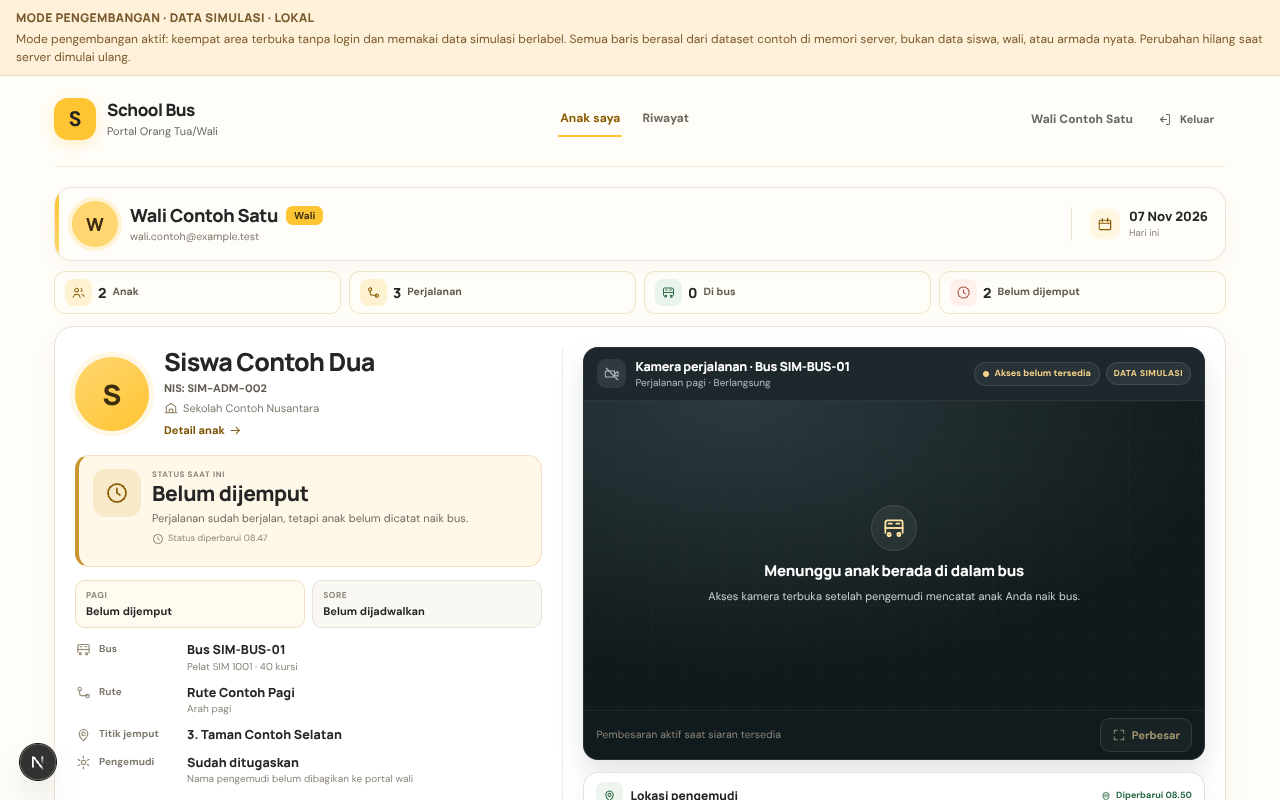 MODE PENGEMBANGAN · DATA SIMULASI · LOKAL
Mode pengembangan aktif: keempat area terbuka tanpa login dan memakai data simulasi berlabel. Semua baris berasal dari dataset contoh di memori server, bukan data siswa, wali, atau armada nyata. Perubahan hilang saat
server dimulai ulang.
S
School Bus
Portal Orang Tua/Wali
Anak saya
Riwayat
Wali Contoh Satu
Keluar
W
Wali Contoh Satu
Wali
wali.contoh@example.test
07 Nov 2026
Hari ini
2 Anak
3 Perjalanan
0 Di bus
2 Belum dijemput
S
Siswa Contoh Dua
NIS: SIM-ADM-002
Sekolah Contoh Nusantara
Detail anak →
STATUS SAAT INI
Belum dijemput
Perjalanan sudah berjalan, tetapi anak belum dicatat naik bus.
Status diperbarui 08.47
PAGI
Belum dijemput
SORE
Belum dijadwalkan
Bus
Bus SIM-BUS-01
Pelat SIM 1001 · 40 kursi
Rute
Rute Contoh Pagi
Arah pagi
Titik jemput
3. Taman Contoh Selatan
Pengemudi
Sudah ditugaskan
Nama pengemudi belum dibagikan ke portal wali
N
Kamera perjalanan · Bus SIM-BUS-01
Perjalanan pagi · Berlangsung
Akses belum tersedia
DATA SIMULASI
Menunggu anak berada di dalam bus
Akses kamera terbuka setelah pengemudi mencatat anak Anda naik bus.
Pembesaran aktif saat siaran tersedia
Perbesar
Lokasi pengemudi
Diperbarui 08.50